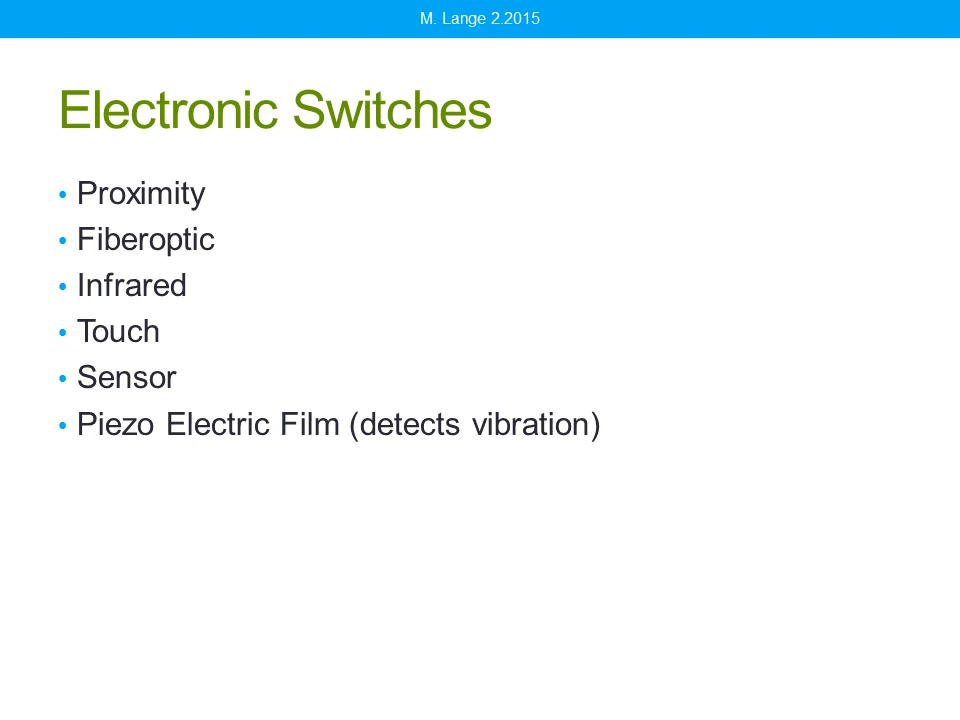 M. Lange 2.2015
Electronic Switches
• Proximity
• Fiberoptic
• Infrared
• Touch
• Sensor
• Piezo Electric Film (detects vibration)